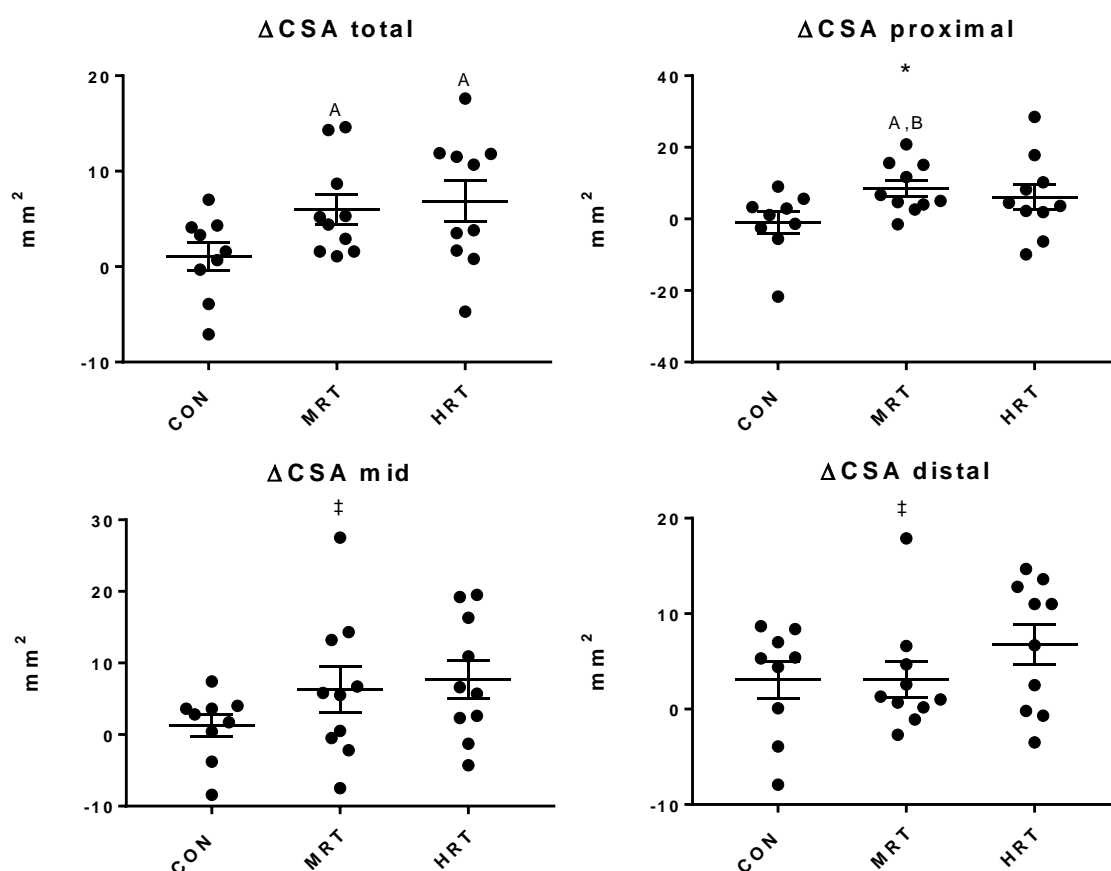 ΔCSA total
mm²
20
10
0
-10
A
A
CON
MRT
HRT
ΔCSA proximal
mm²
40
20
0
-20
-40
*
A,B
CON
MRT
HRT
ΔCSA mid
mm²
30
20
10
0
-10
‡
CON
MRT
HRT
ΔCSA distal
mm²
20
10
0
-10
‡
CON
MRT
HRT